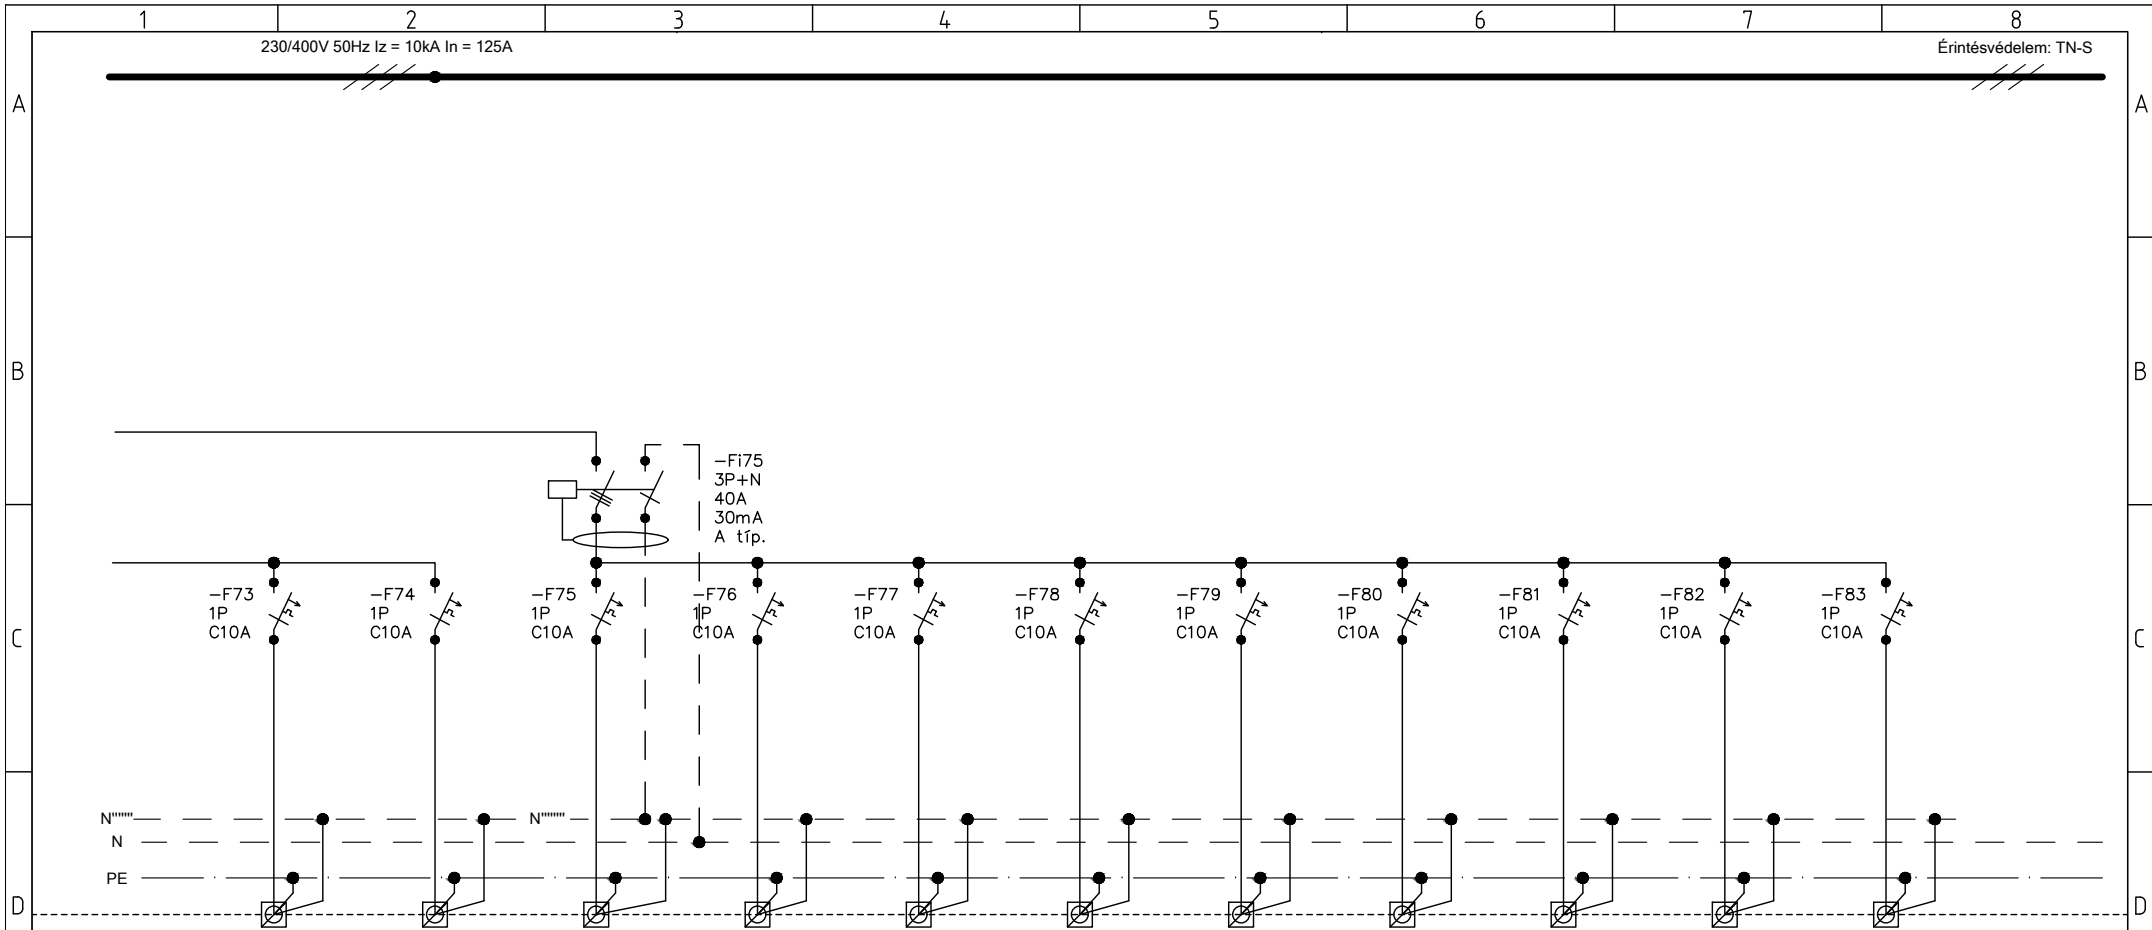 1 2 3 4 5 6 7 8
230/400V 50Hz Iz = 10kA In = 125A
Érintésvédelem: TN-S
A A
B B
-Fi75
3P+N
40A
30mA
A típ.
-F73
1P
C10A
-F74
1P
C10A
-F75
1P
C10A
-F76
1P
C10A
-F77
1P
C10A
-F78
1P
C10A
-F79
1P
C10A
-F80
1P
C10A
-F81
1P
C10A
-F82
1P
C10A
-F83
1P
C10A
C C
N
PE
D D